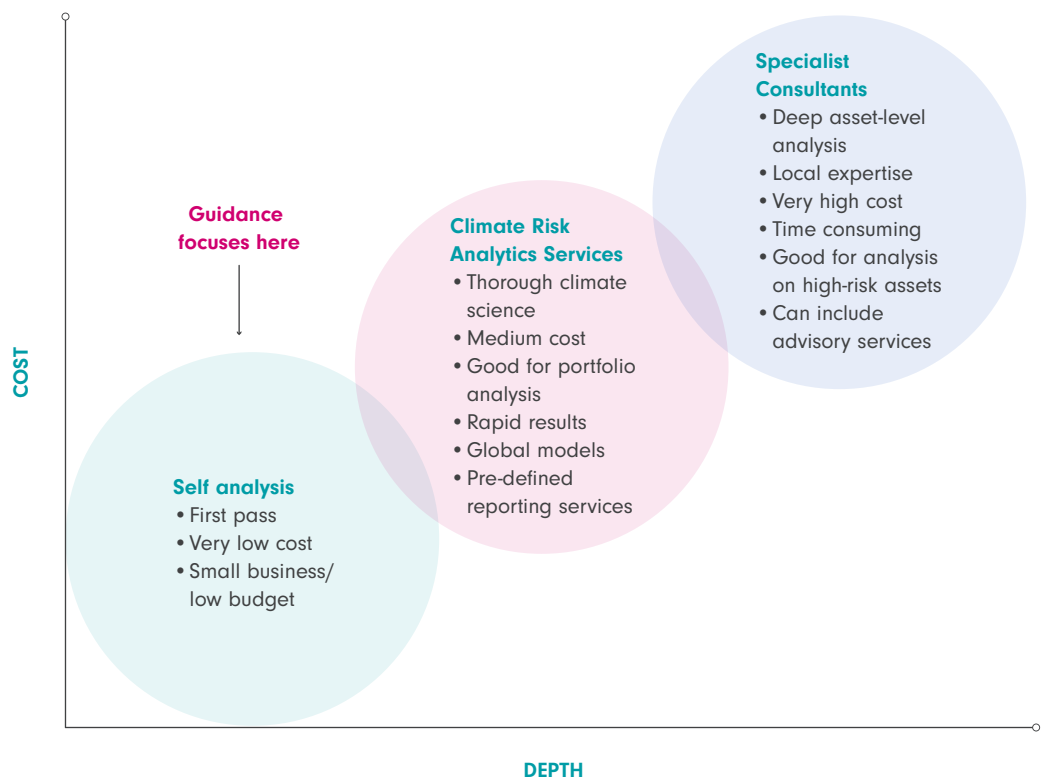 Specialist
Consultants
• Deep asset-level
analysis
• Local expertise
• Very high cost
• Time consuming
• Good for analysis
on high-risk assets
• Can include
advisory services
Guidance
focuses here
Climate Risk
Analytics Services
• Thorough climate
science
• Medium cost
• Good for portfolio
analysis
• Rapid results
• Global models
• Pre-defined
reporting services
COST
Self analysis
• First pass
• Very low cost
• Small business/
low budget
DEPTH